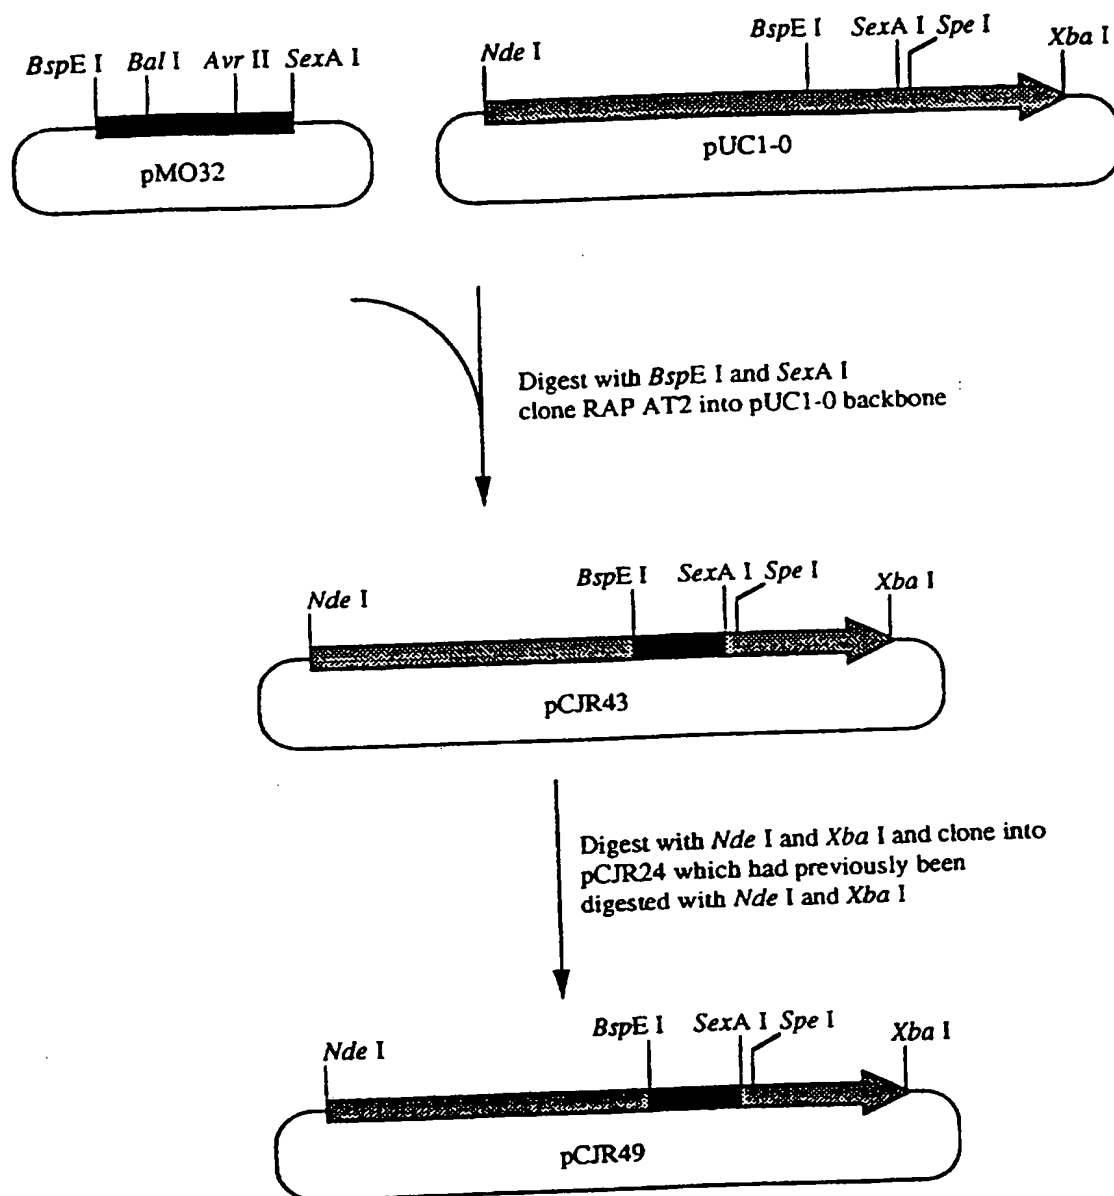 BspE I Bal I Avr II SexA I
pMO32
Nde I BspE I SexA I Spe I Xba I
pUC1-0
Digest with BspE I and SexA I
clone RAP AT2 into pUC1-0 backbone
Nde I BspE I SexA I Spe I Xba I
pCJR43
Digest with Nde I and Xba I and clone into
pCJR24 which had previously been
digested with Nde I and Xba I
Nde I BspE I SexA I Spe I Xba I
pCJR49